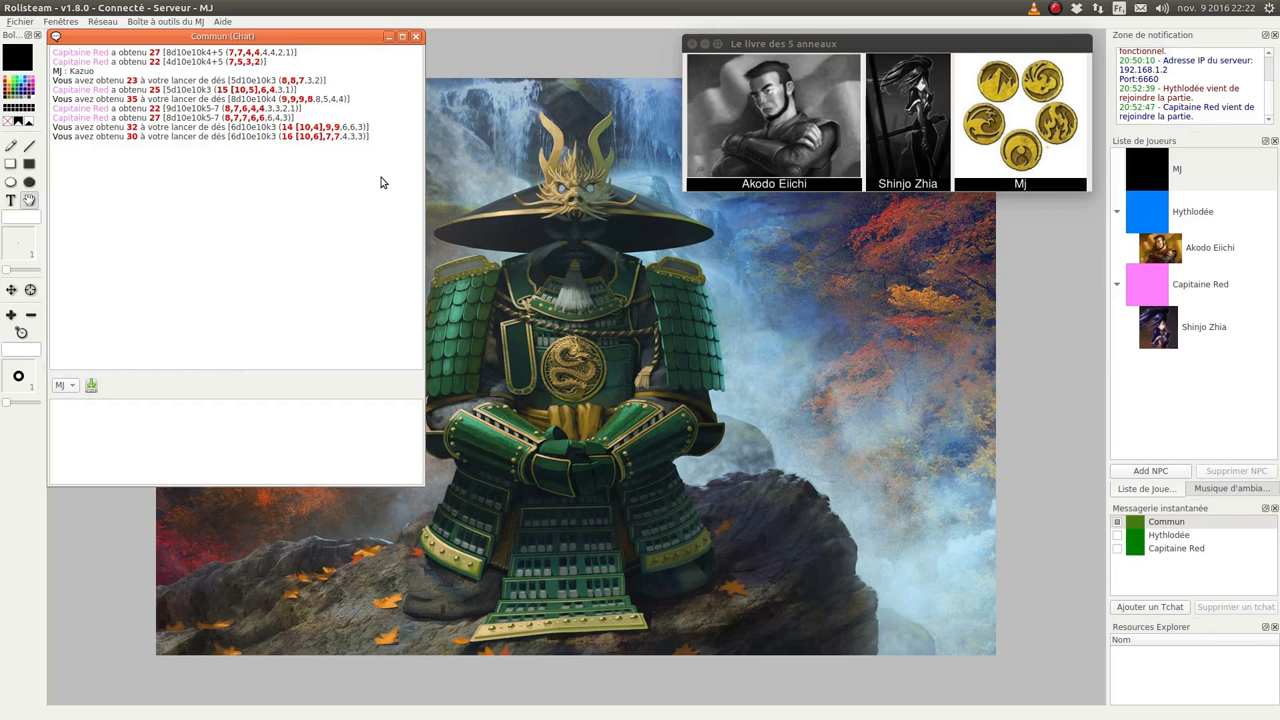 Rolisteam - v1.8.0 - Connecté - Serveur - MJ
Fr
nov. 9 2016 22:22
Fichier Fenêtres Réseau Boîte à outils du MJ Aide
Bol...
Commun (Chat)
Capitaine Red a obtenu 27 [8d10e10k4+5 (7,7,4,4,4,4,2,1)]
Capitaine Red a obtenu 22 [4d10e10k4+5 (7,5,3,2)]
MJ : Kazuo
Vous avez obtenu 23 à votre lancer de dés [5d10e10k3 (8,8,7,3,2)]
Capitaine Red a obtenu 25 [5d10e10k3 (15 [10,5],6,4,3,1)]
Vous avez obtenu 35 à votre lancer de dés [8d10e10k4 (9,9,9,8,8,5,4,4)]
Capitaine Red a obtenu 22 [9d10e10k5-7 (8,7,6,4,4,3,3,2,1)]
Capitaine Red a obtenu 27 [8d10e10k5-7 (8,7,7,6,6,6,4,3)]
Vous avez obtenu 32 à votre lancer de dés [6d10e10k3 (14 [10,4],9,9,6,6,3)]
Vous avez obtenu 30 à votre lancer de dés [6d10e10k3 (16 [10,6],7,7,4,3,3)]
T
1
1
MJ
Le livre des 5 anneaux
Akodo Eiichi
Shinjo Zhia
Mj
Zone de notification
fonctionnel.
20:50:10 - Adresse IP du serveur:
192.168.1.2
Port:6660
20:52:39 - Hythlodée vient de
rejoindre la partie.
20:52:47 - Capitaine Red vient de
rejoindre la partie.
Liste de Joueurs
MJ
Hythlodée
Akodo Eiichi
Capitaine Red
Shinjo Zhia
Add NPC
Supprimer NPC
Liste de Joue...
Musique d'ambia...
Messagerie instantanée
Commun
Hythlodée
Capitaine Red
Ajouter un Tchat
Supprimer un tchat
Resources Explorer
Nom